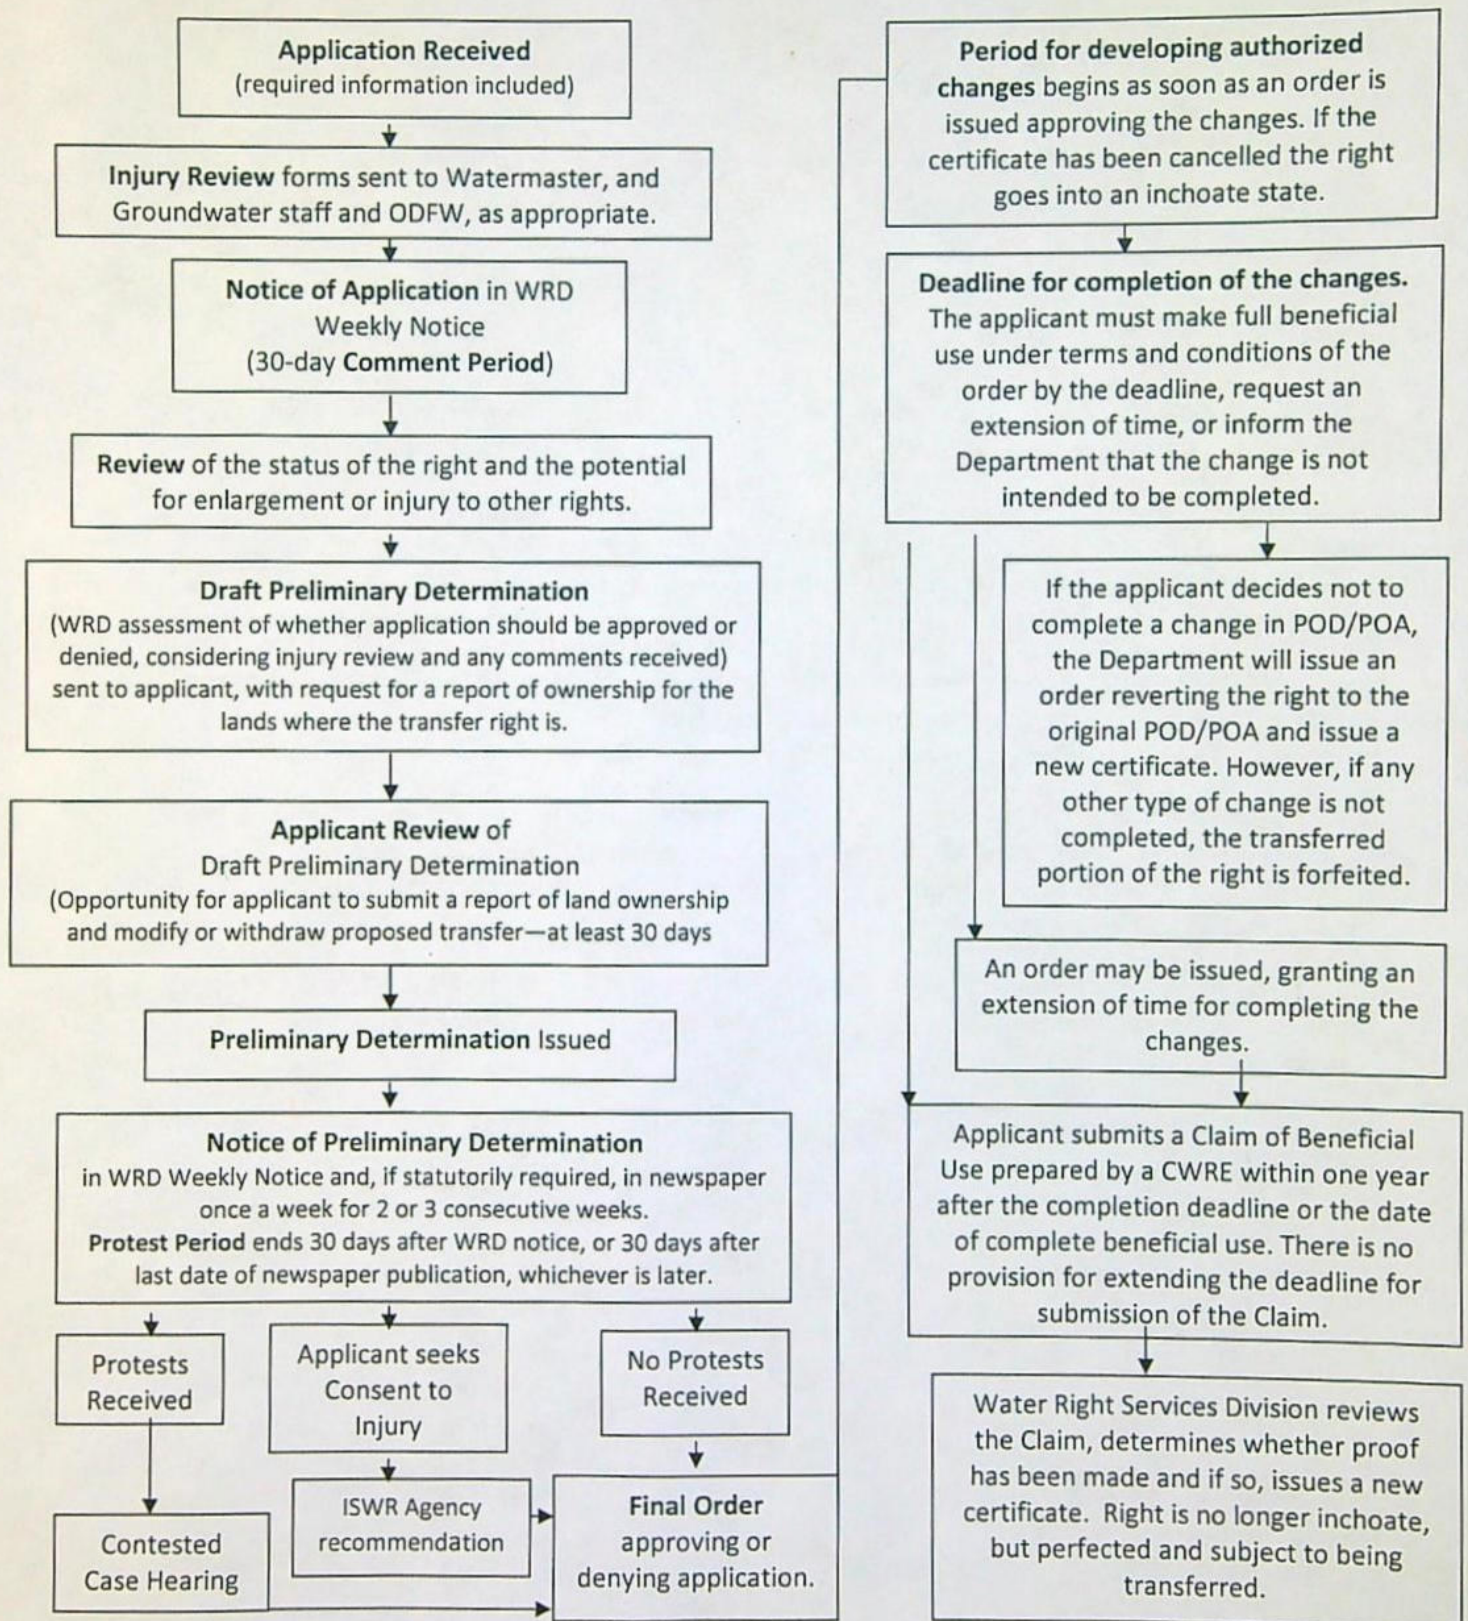 Application Received
(required information included)
Injury Review forms sent to Watermaster, and
Groundwater staff and ODFW, as appropriate.
Notice of Application in WRD
Weekly Notice
(30-day Comment Period)
Review of the status of the right and the potential
for enlargement or injury to other rights.
Draft Preliminary Determination
(WRD assessment of whether application should be approved or
denied, considering injury review and any comments received)
sent to applicant, with request for a report of ownership for the
lands where the transfer right is.
Applicant Review of
Draft Preliminary Determination
(Opportunity for applicant to submit a report of land ownership
and modify or withdraw proposed transfer—at least 30 days
Preliminary Determination Issued
Notice of Preliminary Determination
in WRD Weekly Notice and, if statutorily required, in newspaper
once a week for 2 or 3 consecutive weeks.
Protest Period ends 30 days after WRD notice, or 30 days after
last date of newspaper publication, whichever is later.
Protests
Received
Applicant seeks
Consent to
Injury
No Protests
Received
Contested
Case Hearing
ISWR Agency
recommendation
Final Order
approving or
denying application.
Period for developing authorized
changes begins as soon as an order is
issued approving the changes. If the
certificate has been cancelled the right
goes into an inchoate state.
Deadline for completion of the changes.
The applicant must make full beneficial
use under terms and conditions of the
order by the deadline, request an
extension of time, or inform the
Department that the change is not
intended to be completed.
If the applicant decides not to
complete a change in POD/POA,
the Department will issue an
order reverting the right to the
original POD/POA and issue a
new certificate. However, if any
other type of change is not
completed, the transferred
portion of the right is forfeited.
An order may be issued, granting an
extension of time for completing the
changes.
Applicant submits a Claim of Beneficial
Use prepared by a CWRE within one year
after the completion deadline or the date
of complete beneficial use. There is no
provision for extending the deadline for
submission of the Claim.
Water Right Services Division reviews
the Claim, determines whether proof
has been made and if so, issues a new
certificate. Right is no longer inchoate,
but perfected and subject to being
transferred.